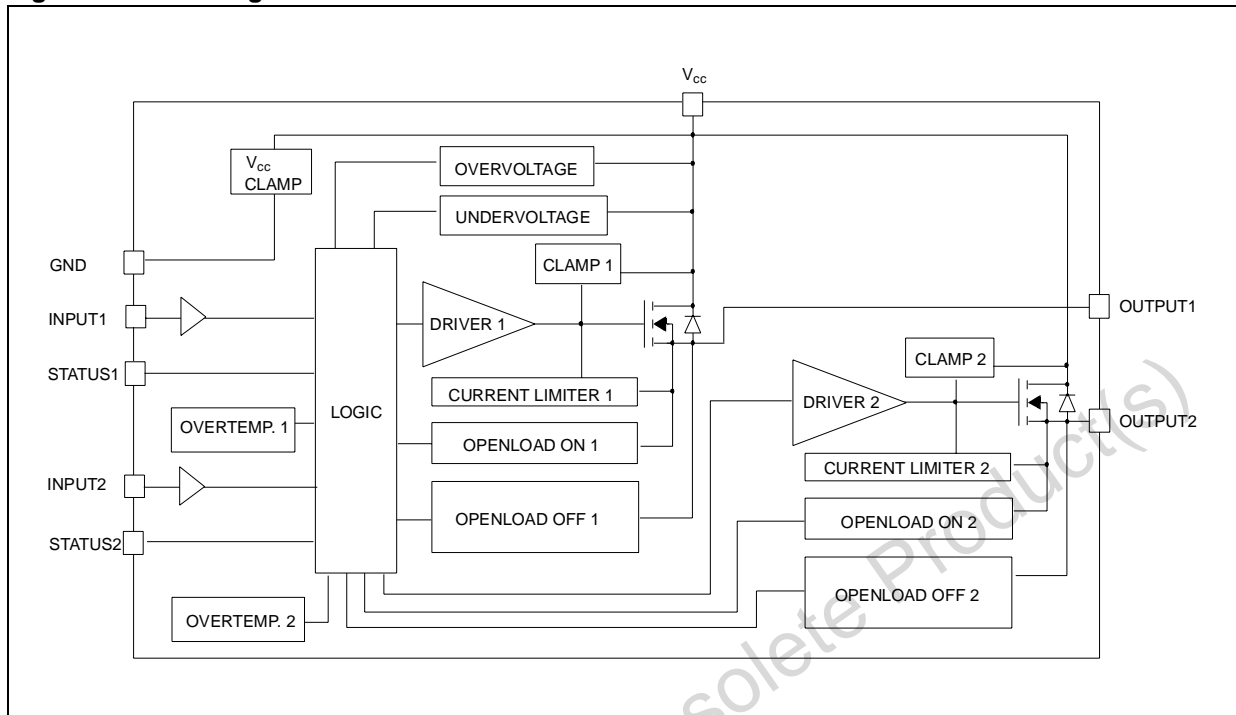 Vcc
Vcc
CLAMP
OVERVOLTAGE
UNDERVOLTAGE
GND
CLAMP 1
INPUT1
DRIVER 1
OUTPUT1
STATUS1
CURRENT LIMITER 1
LOGIC
CLAMP 2
DRIVER 2
OVERTEMP. 1
OPENLOAD ON 1
OUTPUT2
CURRENT LIMITER 2
INPUT2
OPENLOAD OFF 1
OPENLOAD ON 2
STATUS2
OPENLOAD OFF 2
OVERTEMP. 2
solete Product(s)